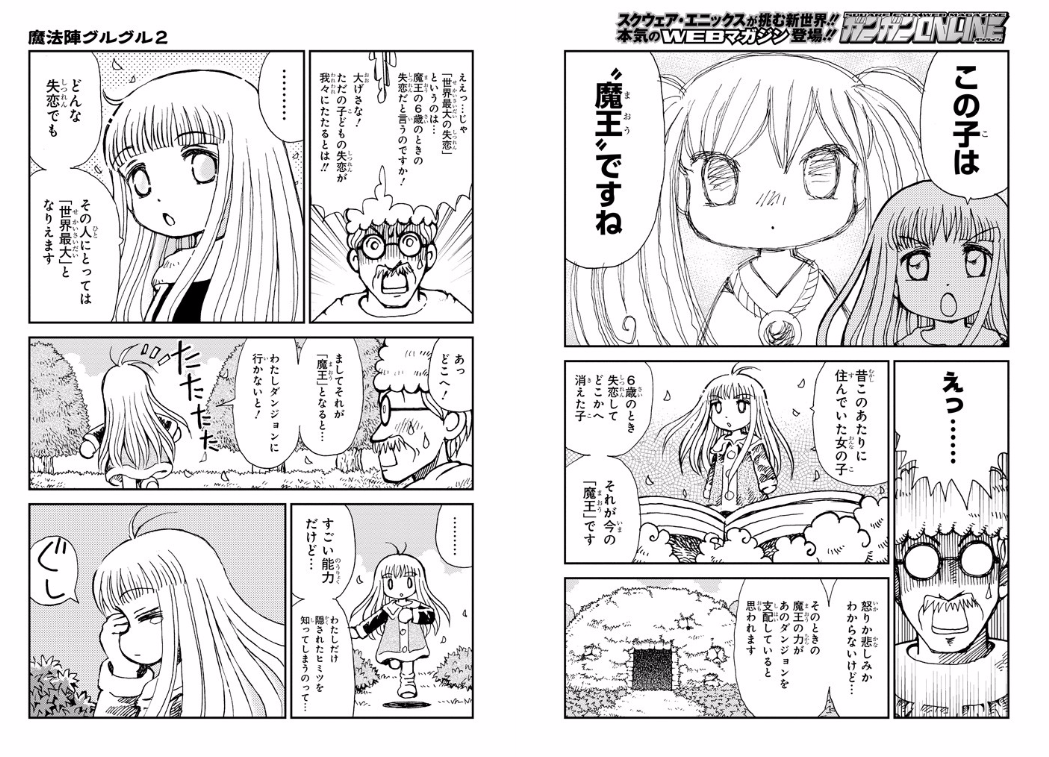 スクウェア・エニックスが挑む新世界!!
本気のWEBマガジン登場!!
SQUARE ENIX WEB MAGAZINE
ガンガンONLINE
この子は
〝魔王〟ですね
えっ……
昔このあたりに
住んでいた女の子
6歳のとき
失恋して
どこかへ
消えた子
それが今の
「魔王」です
怒りか悲しみか
わからないけど…
そのときの
魔王の力が
あのダンジョンを
支配していると
思われます
魔法陣グルグル2
ええっ…じゃ
「世界最大の失恋」
というのは…
魔王の6歳のときの
失恋だと言うのですか！
大げさな！
ただの子どもの失恋が
我々にたたるとは!!
………
どんな
失恋でも
その人にとっては
「世界最大」と
なりえます
あっ
どこへ！
ましてそれが
「魔王」となると…
わたしダンジョンに
行かないと！
たたたた
………
すごい能力
だけど…
わたしだけ
隠されたヒミツを
知ってしまうのって…
ぐし